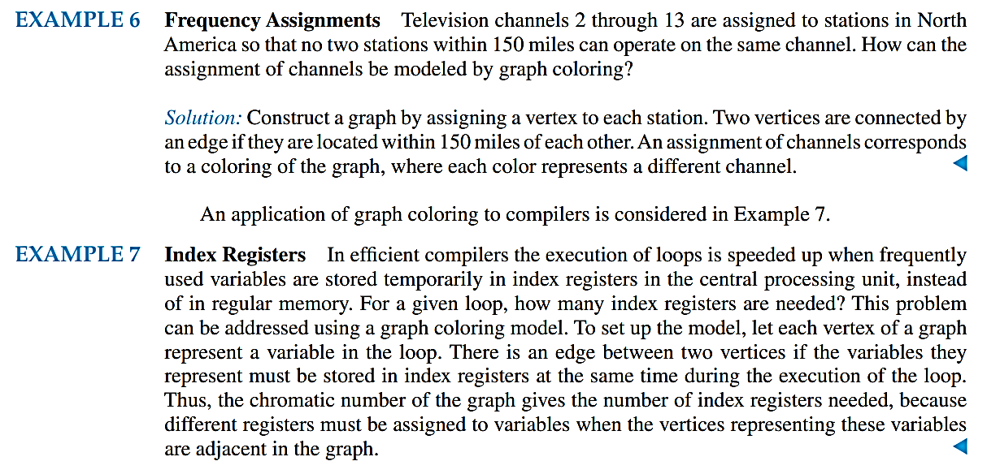 EXAMPLE 6 Frequency Assignments Television channels 2 through 13 are assigned to stations in North
America so that no two stations within 150 miles can operate on the same channel. How can the
assignment of channels be modeled by graph coloring?
Solution: Construct a graph by assigning a vertex to each station. Two vertices are connected by
an edge if they are located within 150 miles of each other. An assignment of channels corresponds
to a coloring of the graph, where each color represents a different channel.
An application of graph coloring to compilers is considered in Example 7.
EXAMPLE 7 Index Registers In efficient compilers the execution of loops is speeded up when frequently
used variables are stored temporarily in index registers in the central processing unit, instead
of in regular memory. For a given loop, how many index registers are needed? This problem
can be addressed using a graph coloring model. To set up the model, let each vertex of a graph
represent a variable in the loop. There is an edge between two vertices if the variables they
represent must be stored in index registers at the same time during the execution of the loop.
Thus, the chromatic number of the graph gives the number of index registers needed, because
different registers must be assigned to variables when the vertices representing these variables
are adjacent in the graph.